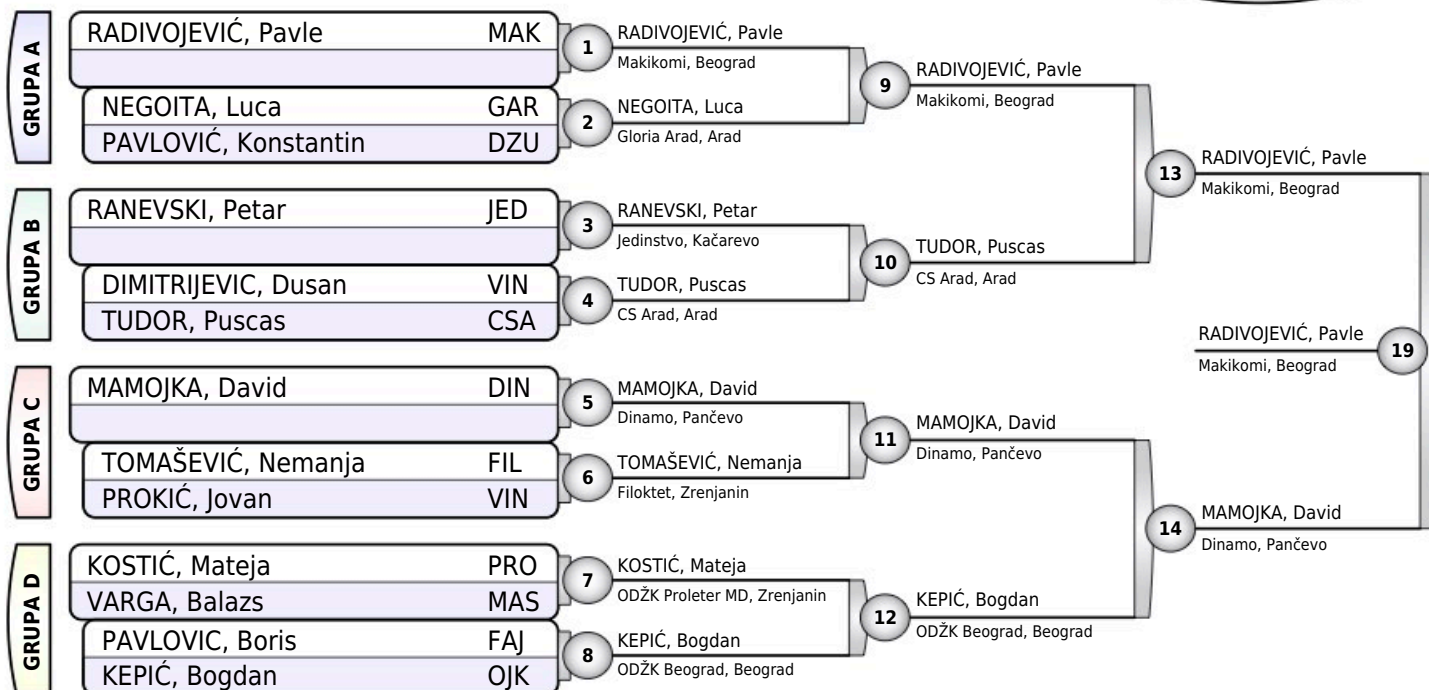 GRUPA A
RADIVOJEVIĆ, Pavle MAK
NEGOITA, Luca GAR
PAVLOVIĆ, Konstantin DZU
GRUPA B
RANEVSKI, Petar JED
DIMITRIJEVIC, Dusan VIN
TUDOR, Puscas CSA
GRUPA C
MAMOJKA, David DIN
TOMAŠEVIĆ, Nemanja FIL
PROKIĆ, Jovan VIN
GRUPA D
KOSTIĆ, Mateja PRO
VARGA, Balazs MAS
PAVLOVIC, Boris FAJ
KEPIĆ, Bogdan OJK
1
RADIVOJEVIĆ, Pavle
Makikomi, Beograd
2
NEGOITA, Luca
Gloria Arad, Arad
3
RANEVSKI, Petar
Jedinstvo, Kačarevo
4
TUDOR, Puscas
CS Arad, Arad
5
MAMOJKA, David
Dinamo, Pančevo
6
TOMAŠEVIĆ, Nemanja
Filoktet, Zrenjanin
7
KOSTIĆ, Mateja
ODŽK Proleter MD, Zrenjanin
8
KEPIĆ, Bogdan
ODŽK Beograd, Beograd
9
RADIVOJEVIĆ, Pavle
Makikomi, Beograd
10
TUDOR, Puscas
CS Arad, Arad
11
MAMOJKA, David
Dinamo, Pančevo
12
KEPIĆ, Bogdan
ODŽK Beograd, Beograd
13
RADIVOJEVIĆ, Pavle
Makikomi, Beograd
14
MAMOJKA, David
Dinamo, Pančevo
RADIVOJEVIĆ, Pavle
Makikomi, Beograd
19